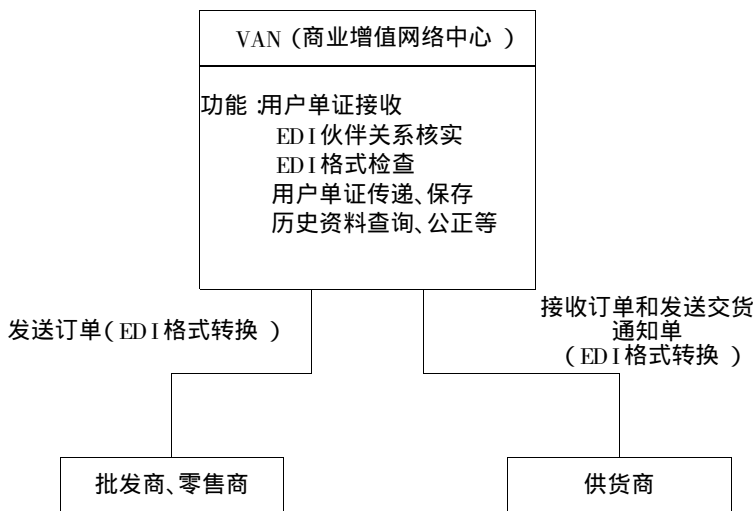 VAN（商业增值网络中心）
功能：用户单证接收
EDI伙伴关系核实
EDI格式检查
用户单证传递、保存
历史资料查询、公正等
发送订单（EDI格式转换）
接收订单和发送交货
通知单
（EDI格式转换）
批发商、零售商
供货商